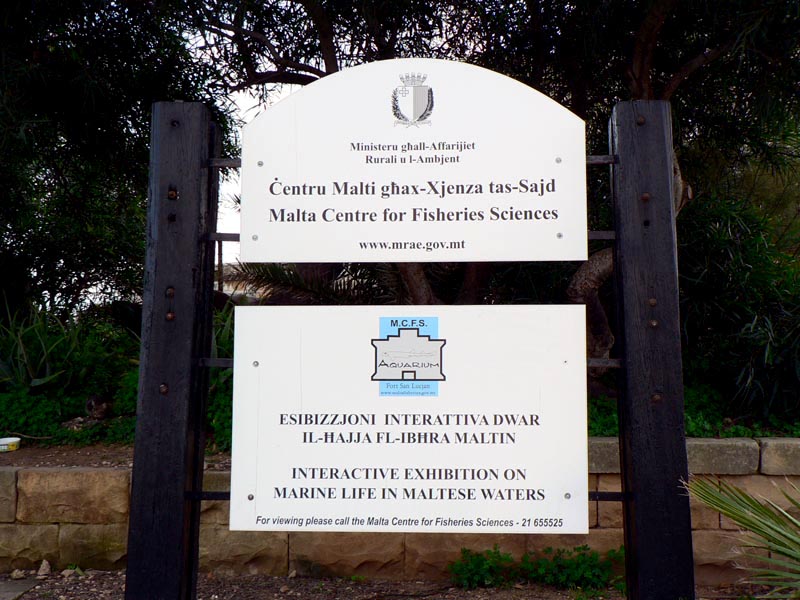 Ministeru għall-Affarijiet
Rurali u l-Ambjent
Ċentru Malti għax-Xjenza tas-Sajd
Malta Centre for Fisheries Sciences
www.mrae.gov.mt
M.C.F.S.
AQUARIUM
Fort San Lucjan
ESIBIZZJONI INTERATTIVA DWAR
IL-ĦAJJA FL-IBĦRA MALTIN
INTERACTIVE EXHIBITION ON
MARINE LIFE IN MALTESE WATERS
For viewing please call the Malta Centre for Fisheries Sciences - 21 655525